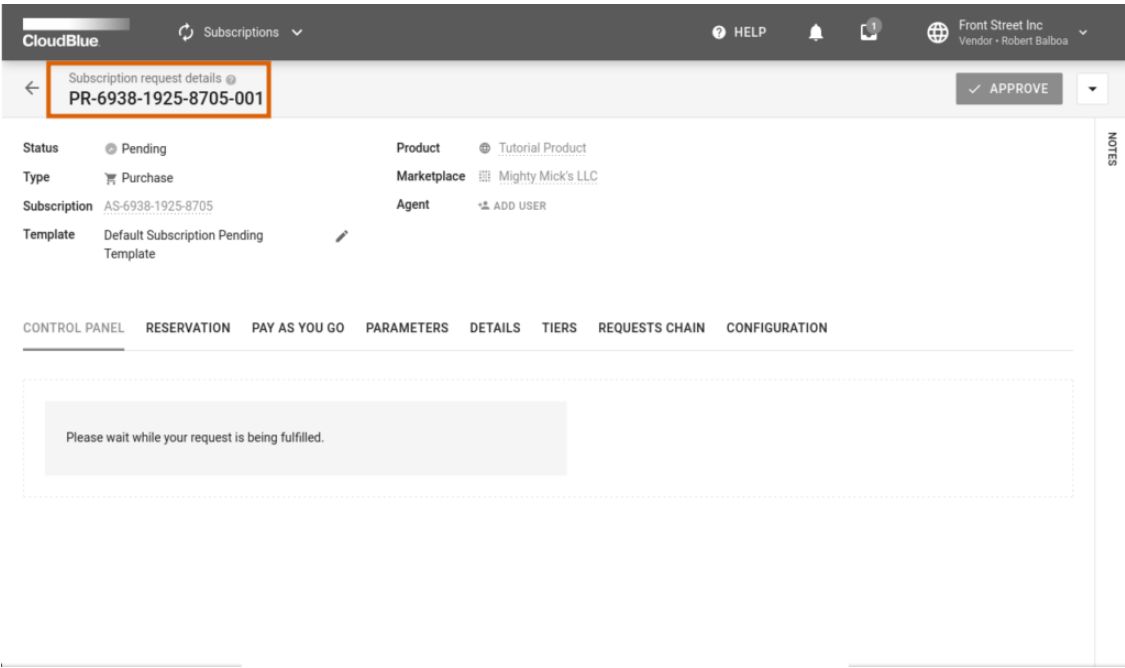 CloudBlue
Subscriptions
HELP
1
Front Street Inc
Vendor • Robert Balboa
Subscription request details
PR-6938-1925-8705-001
APPROVE
NOTES
Status Pending
Type Purchase
Subscription AS-6938-1925-8705
Template Default Subscription Pending
Template
Product Tutorial Product
Marketplace Mighty Mick's LLC
Agent ADD USER
CONTROL PANEL RESERVATION PAY AS YOU GO PARAMETERS DETAILS TIERS REQUESTS CHAIN CONFIGURATION
Please wait while your request is being fulfilled.